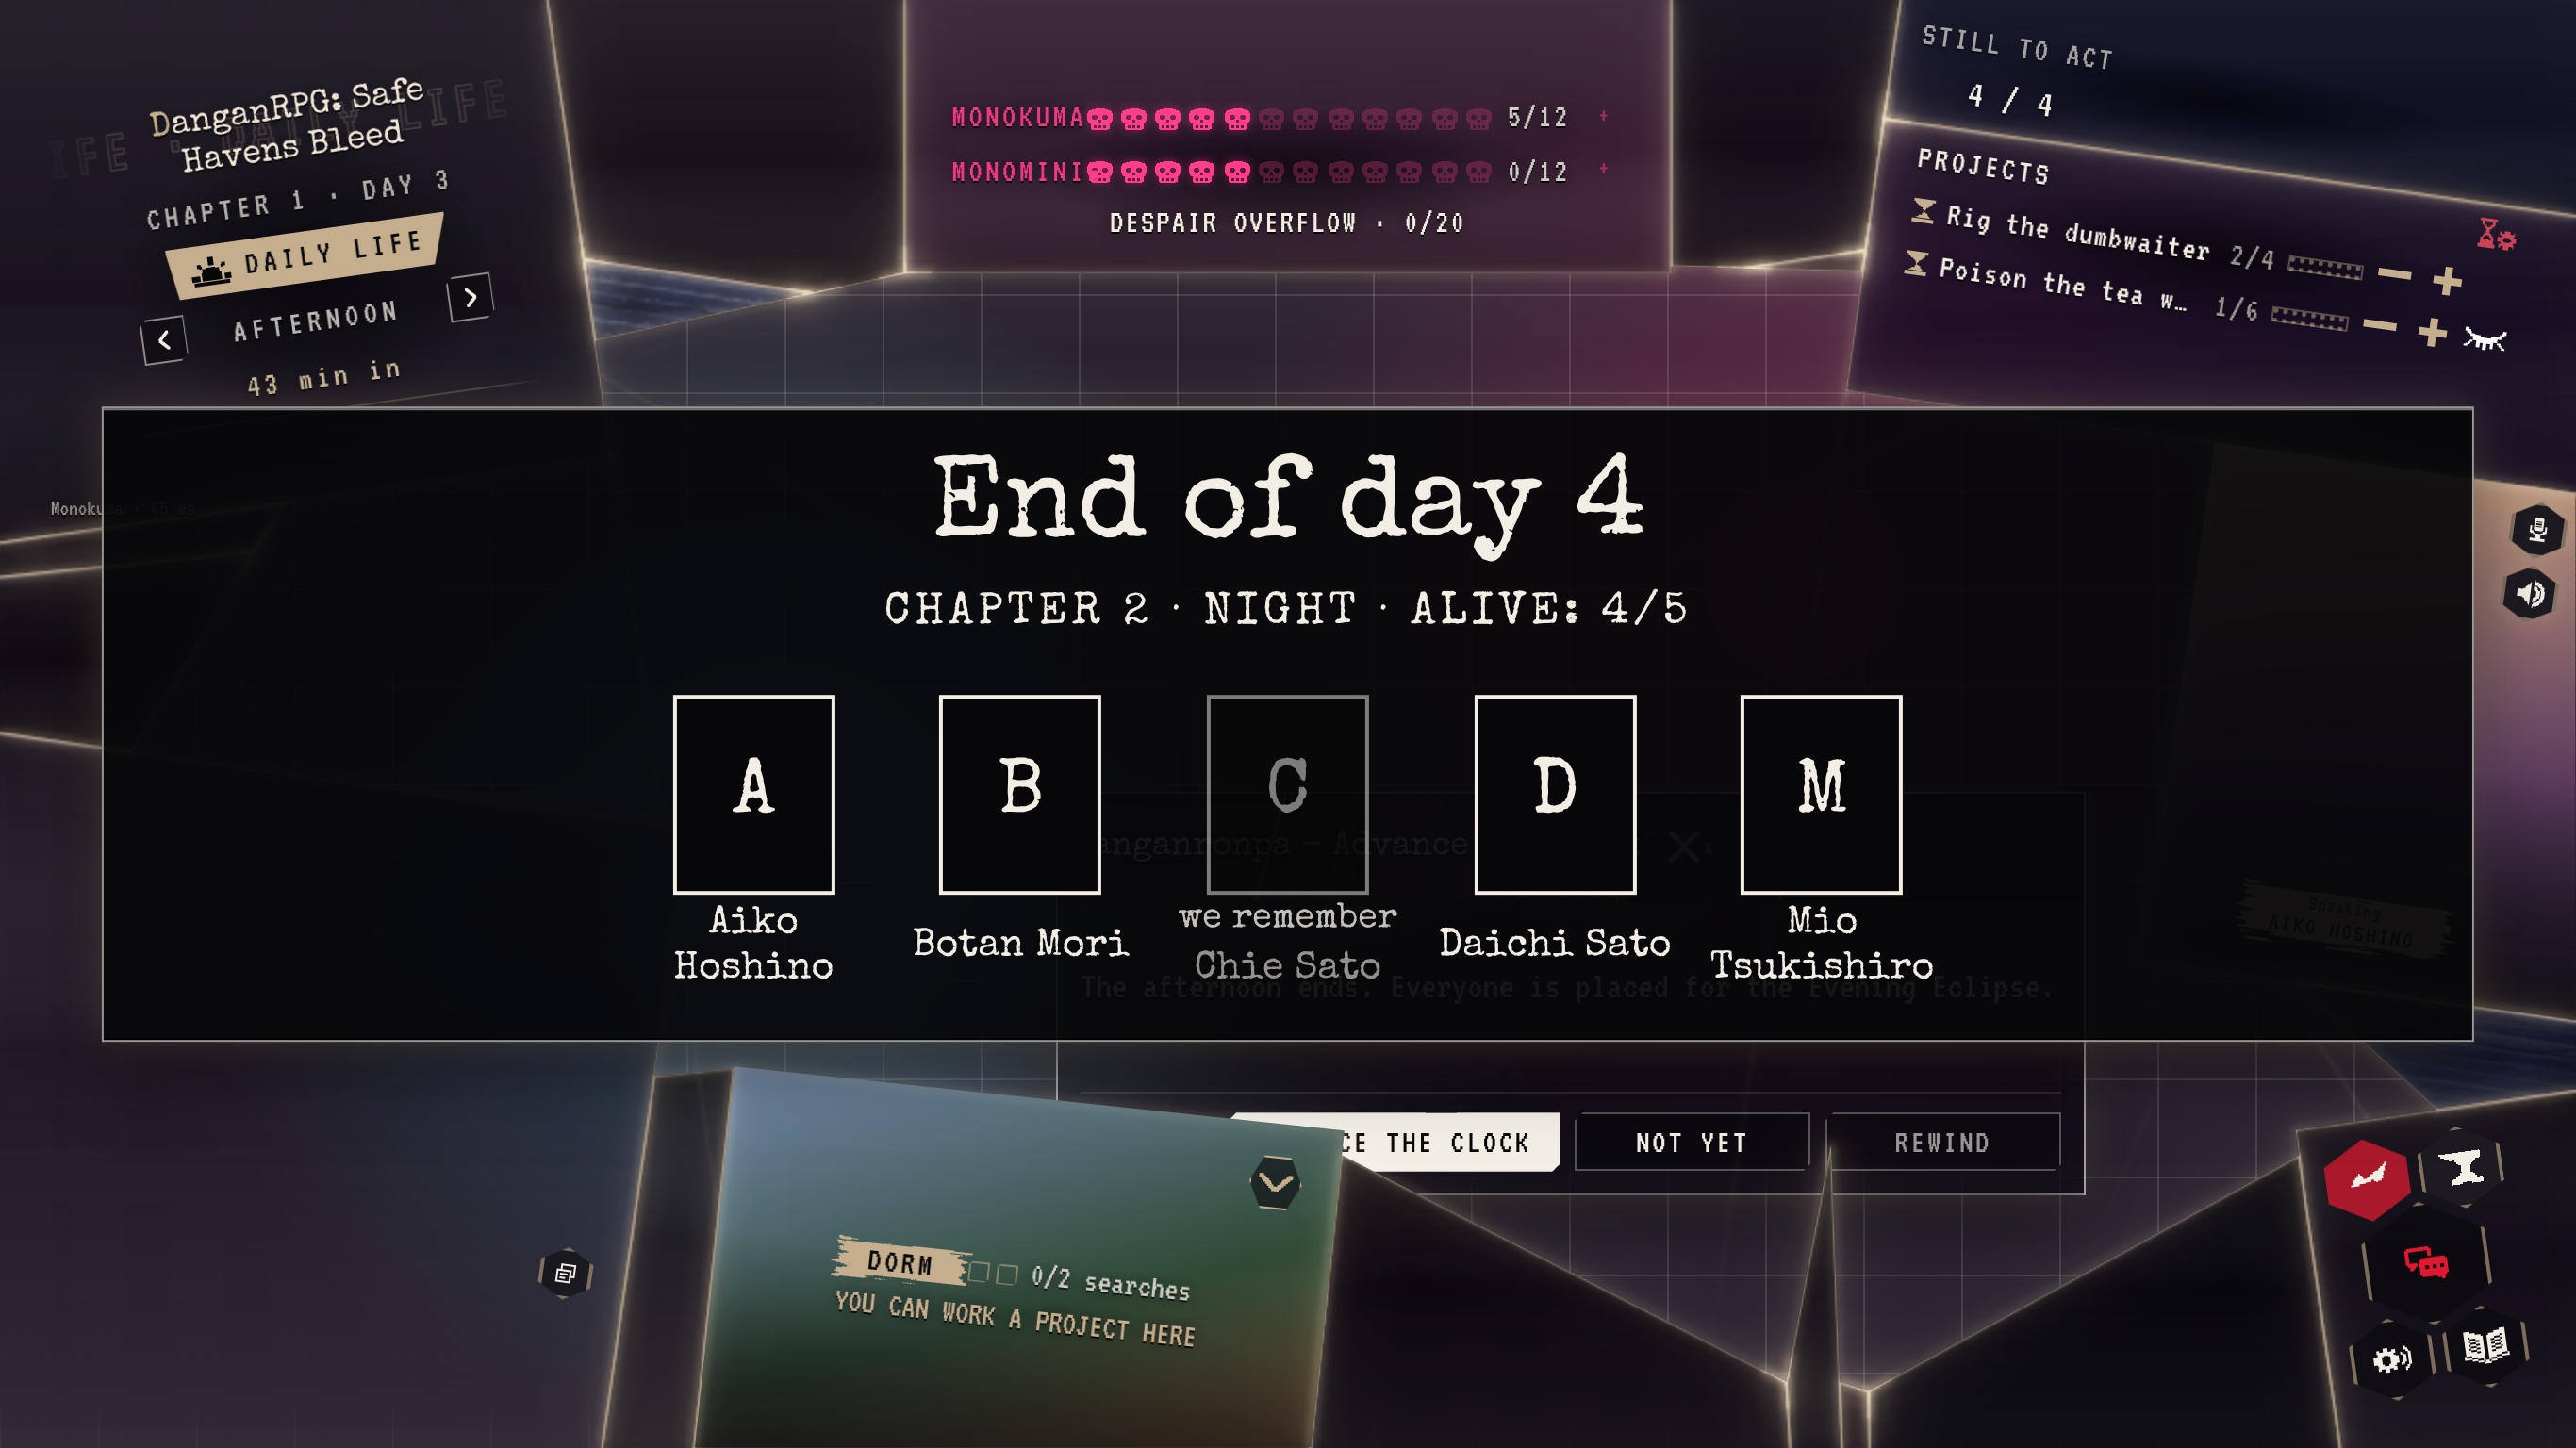 DanganRPG: Safe
Havens Bleed
CHAPTER 1 · DAY 3
DAILY LIFE
AFTERNOON
43 min in
MONOKUMA 5/12 +
MONOMINI 0/12 +
DESPAIR OVERFLOW · 0/20
STILL TO ACT
4 / 4
PROJECTS
Rig the dumbwaiter 2/4
Poison the tea w… 1/6
End of day 4
CHAPTER 2 · NIGHT · ALIVE: 4/5
A
B
C
D
M
Aiko
Hoshino
Botan Mori
we remember
Chie Sato
Daichi Sato
Mio
Tsukishiro
Speaking
AIKO HOSHINO
The afternoon ends. Everyone is placed for the Evening Eclipse.
CE THE CLOCK
NOT YET
REWIND
DORM 0/2 searches
YOU CAN WORK A PROJECT HERE